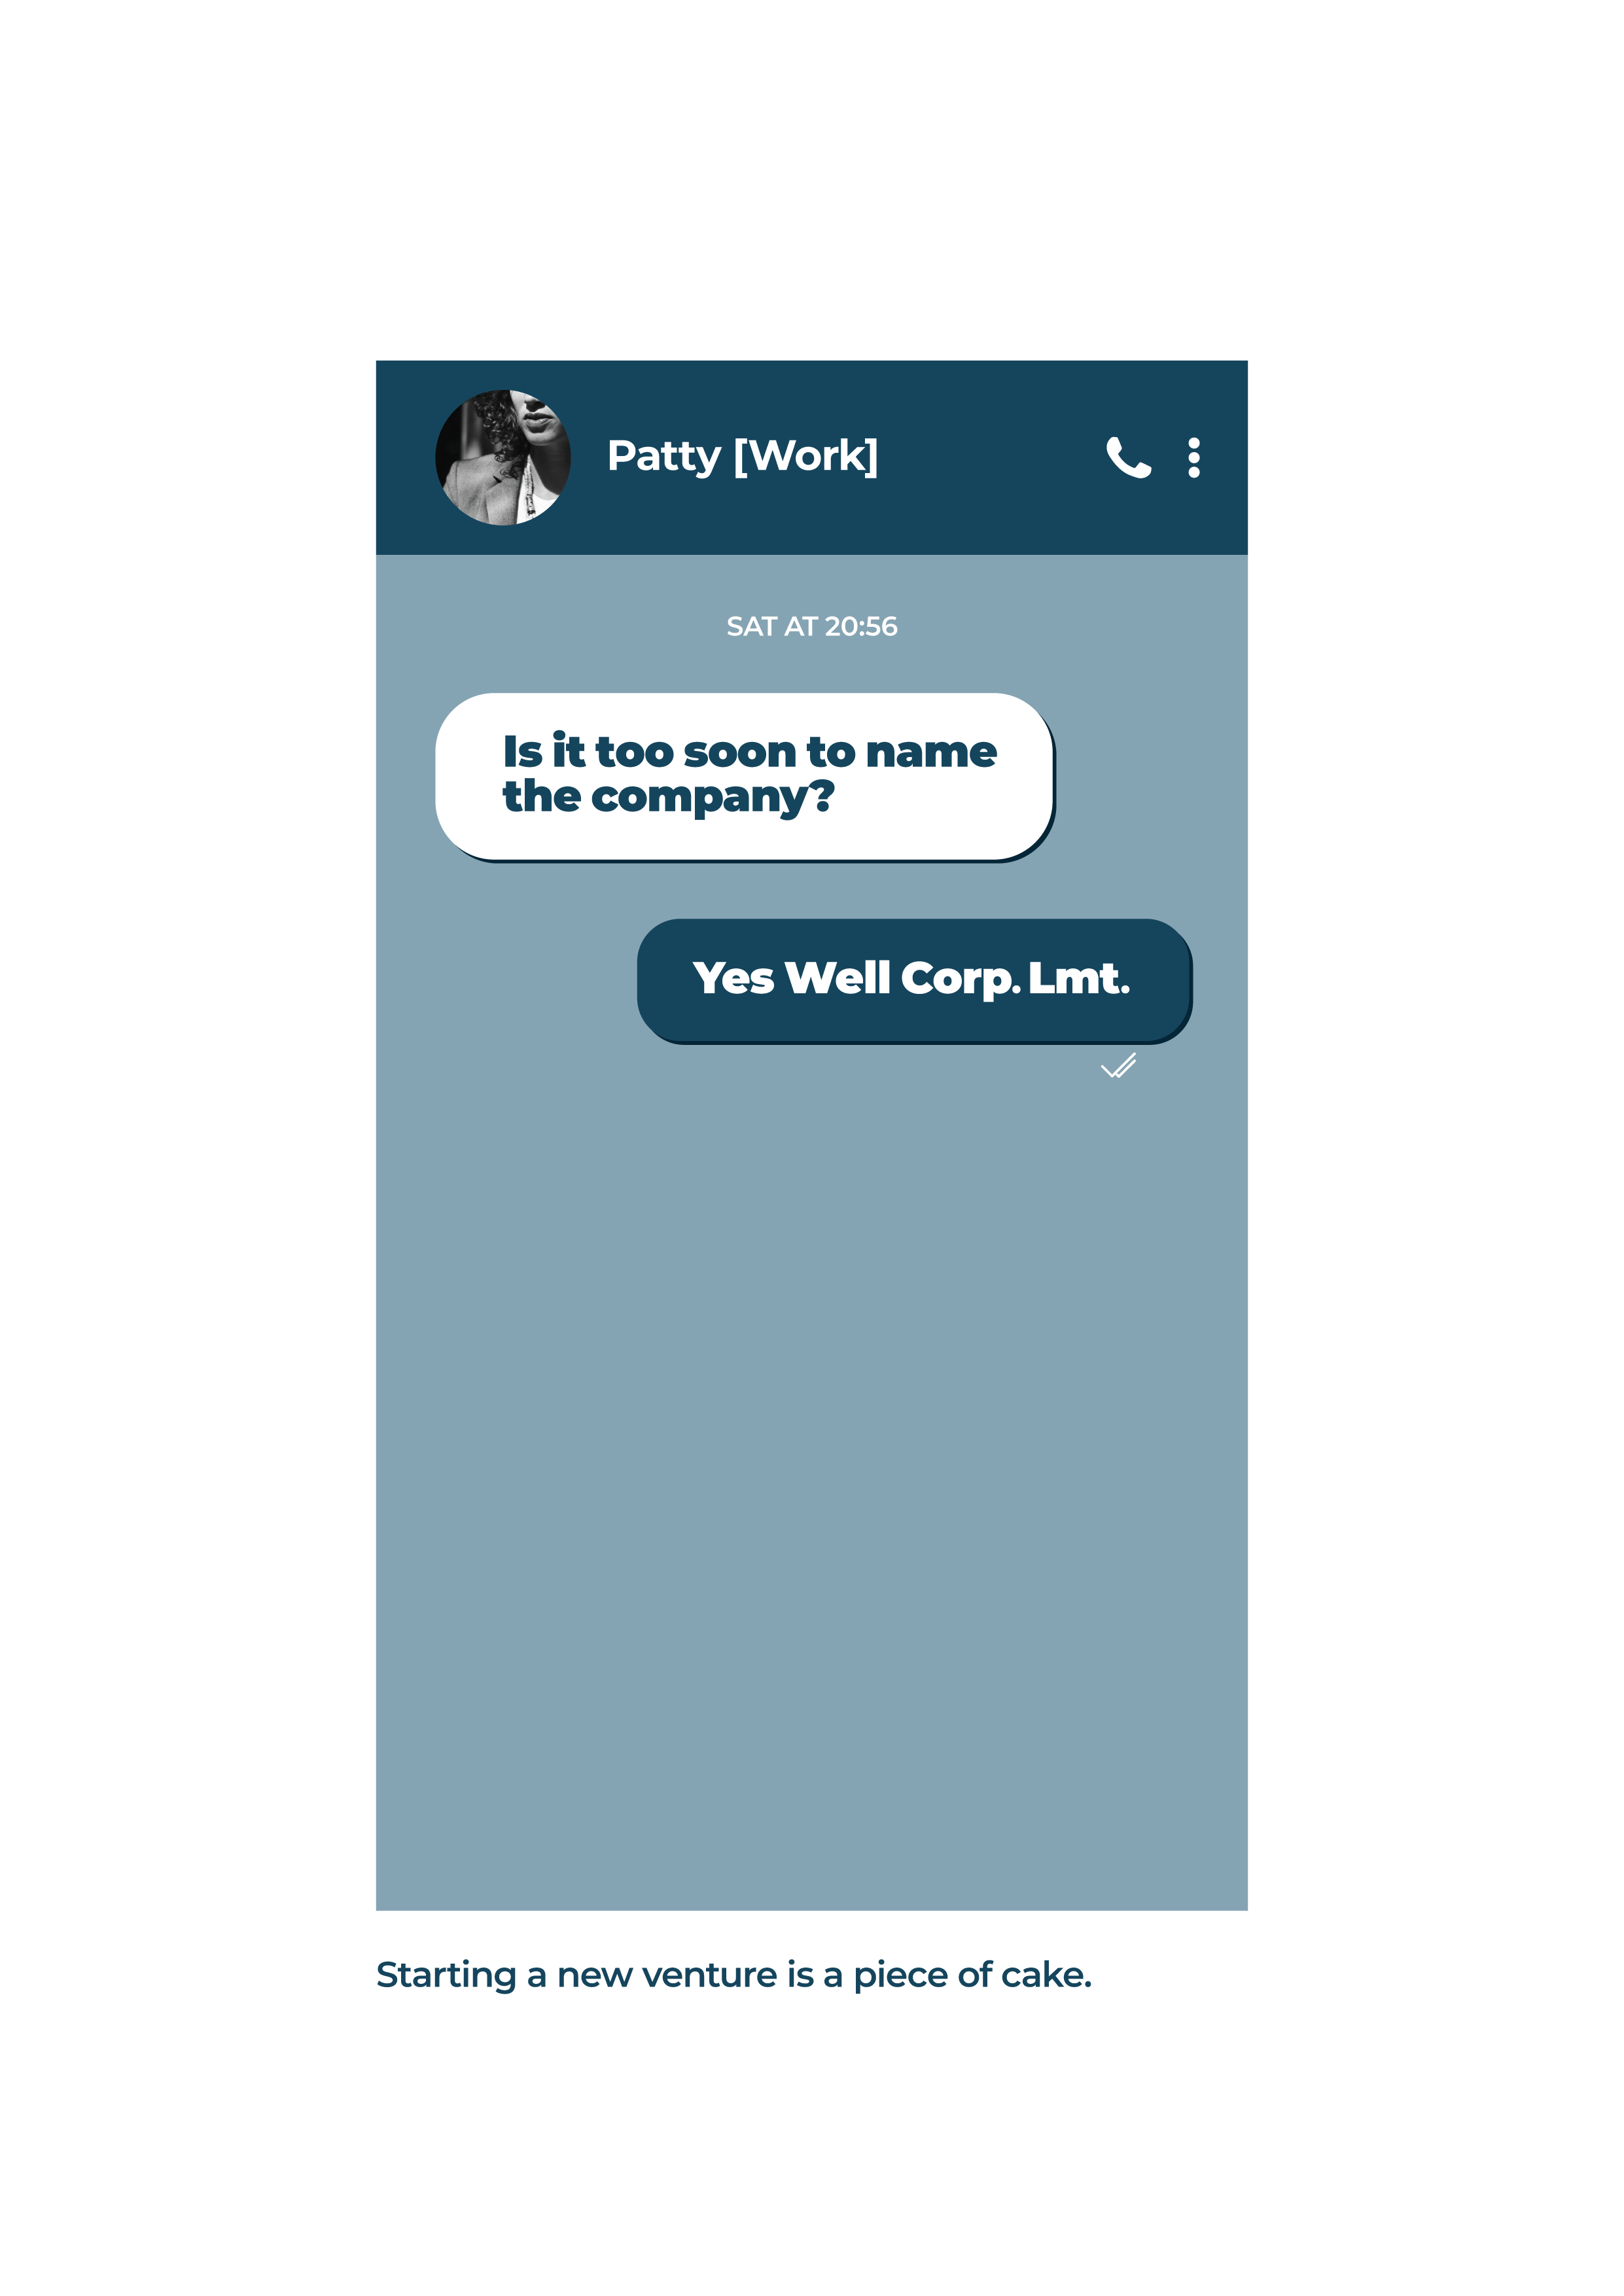 Patty [Work]
SAT AT 20:56
Is it too soon to name
the company?
Yes Well Corp. Lmt.
Starting a new venture is a piece of cake.